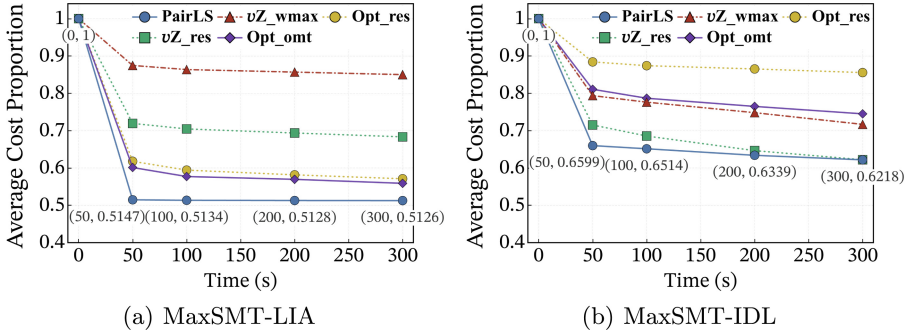 PairLS υZ_wmax Opt_res
υZ_res Opt_omt
Average Cost Proportion
1
0.9
0.8
0.7
0.6
0.5
0.4
(0, 1)
(50, 0.5147)
(100, 0.5134)
(200, 0.5128)
(300, 0.5126)
0 50 100 150 200 250 300
Time (s)
(a) MaxSMT-LIA
PairLS υZ_wmax Opt_res
υZ_res Opt_omt
Average Cost Proportion
1
0.9
0.8
0.7
0.6
0.5
0.4
(0, 1)
(50, 0.6599)
(100, 0.6514)
(200, 0.6339)
(300, 0.6218)
0 50 100 150 200 250 300
Time (s)
(b) MaxSMT-IDL